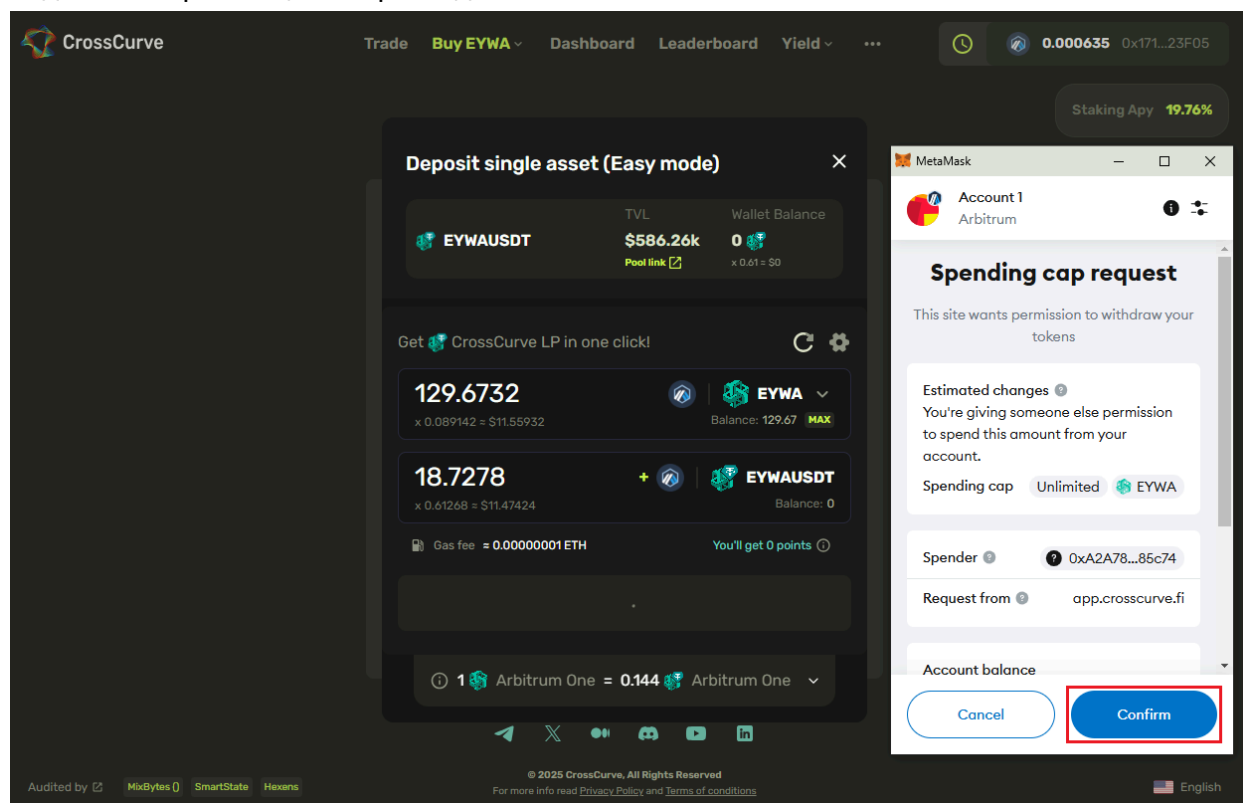 CrossCurve
Trade Buy EYWA Dashboard Leaderboard Yield ...
0.000635 0x171...23F05
Staking Apy 19.76%
Deposit single asset (Easy mode)
EYWAUSDT
TVL
$586.26k
Pool link
Wallet Balance
0
x 0.61 = $0
Get CrossCurve LP in one click!
129.6732
EYWA
x 0.089142 = $11.55932
Balance: 129.67 MAX
18.7278
+ EYWAUSDT
x 0.61268 = $11.47424
Balance: 0
Gas fee = 0.00000001 ETH
You'll get 0 points
1 Arbitrum One = 0.144 Arbitrum One
© 2025 CrossCurve, All Rights Reserved
For more info read Privacy Policy and Terms of conditions
Audited by MixBytes() SmartState Hexens
English
MetaMask
Account 1
Arbitrum
Spending cap request
This site wants permission to withdraw your
tokens
Estimated changes
You're giving someone else permission
to spend this amount from your
account.
Spending cap Unlimited EYWA
Spender 0xA2A78...85c74
Request from app.crosscurve.fi
Account balance
Cancel
Confirm